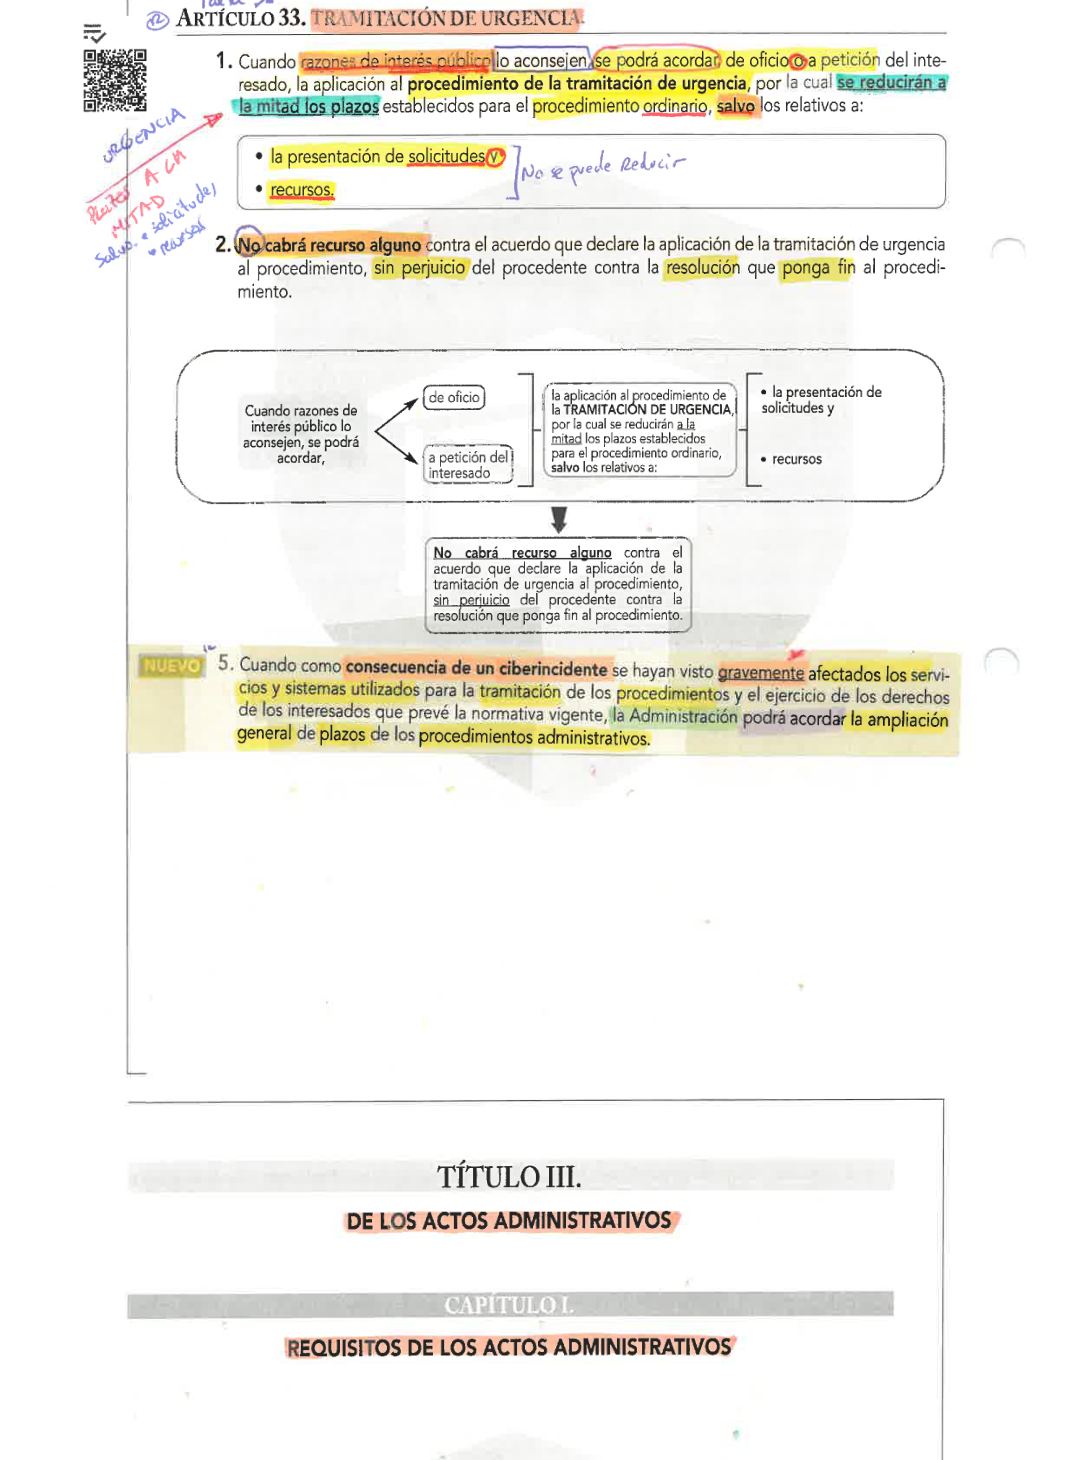 12 ARTÍCULO 33. TRAMITACIÓN DE URGENCIA.
1. Cuando razones de interés público lo aconsejen, se podrá acordar, de oficio o a petición del inte-
resado, la aplicación al procedimiento de la tramitación de urgencia, por la cual se reducirán a
la mitad los plazos establecidos para el procedimiento ordinario, salvo los relativos a:
URGENCIA
Plazos A LA
MITAD
Salvo. • solicitudes
• recursos
• la presentación de solicitudes y
• recursos.
No se puede Reducir
2. No cabrá recurso alguno contra el acuerdo que declare la aplicación de la tramitación de urgencia
al procedimiento, sin perjuicio del procedente contra la resolución que ponga fin al procedi-
miento.
Cuando razones de
interés público lo
aconsejen, se podrá
acordar,
de oficio
a petición del
interesado
la aplicación al procedimiento de
la TRAMITACIÓN DE URGENCIA,
por la cual se reducirán a la
mitad los plazos establecidos
para el procedimiento ordinario,
salvo los relativos a:
• la presentación de
solicitudes y
• recursos
No cabrá recurso alguno contra el
acuerdo que declare la aplicación de la
tramitación de urgencia al procedimiento,
sin perjuicio del procedente contra la
resolución que ponga fin al procedimiento.
NUEVO 5. Cuando como consecuencia de un ciberincidente se hayan visto gravemente afectados los servi-
cios y sistemas utilizados para la tramitación de los procedimientos y el ejercicio de los derechos
de los interesados que prevé la normativa vigente, la Administración podrá acordar la ampliación
general de plazos de los procedimientos administrativos.
TÍTULO III.
DE LOS ACTOS ADMINISTRATIVOS
CAPÍTULO I.
REQUISITOS DE LOS ACTOS ADMINISTRATIVOS